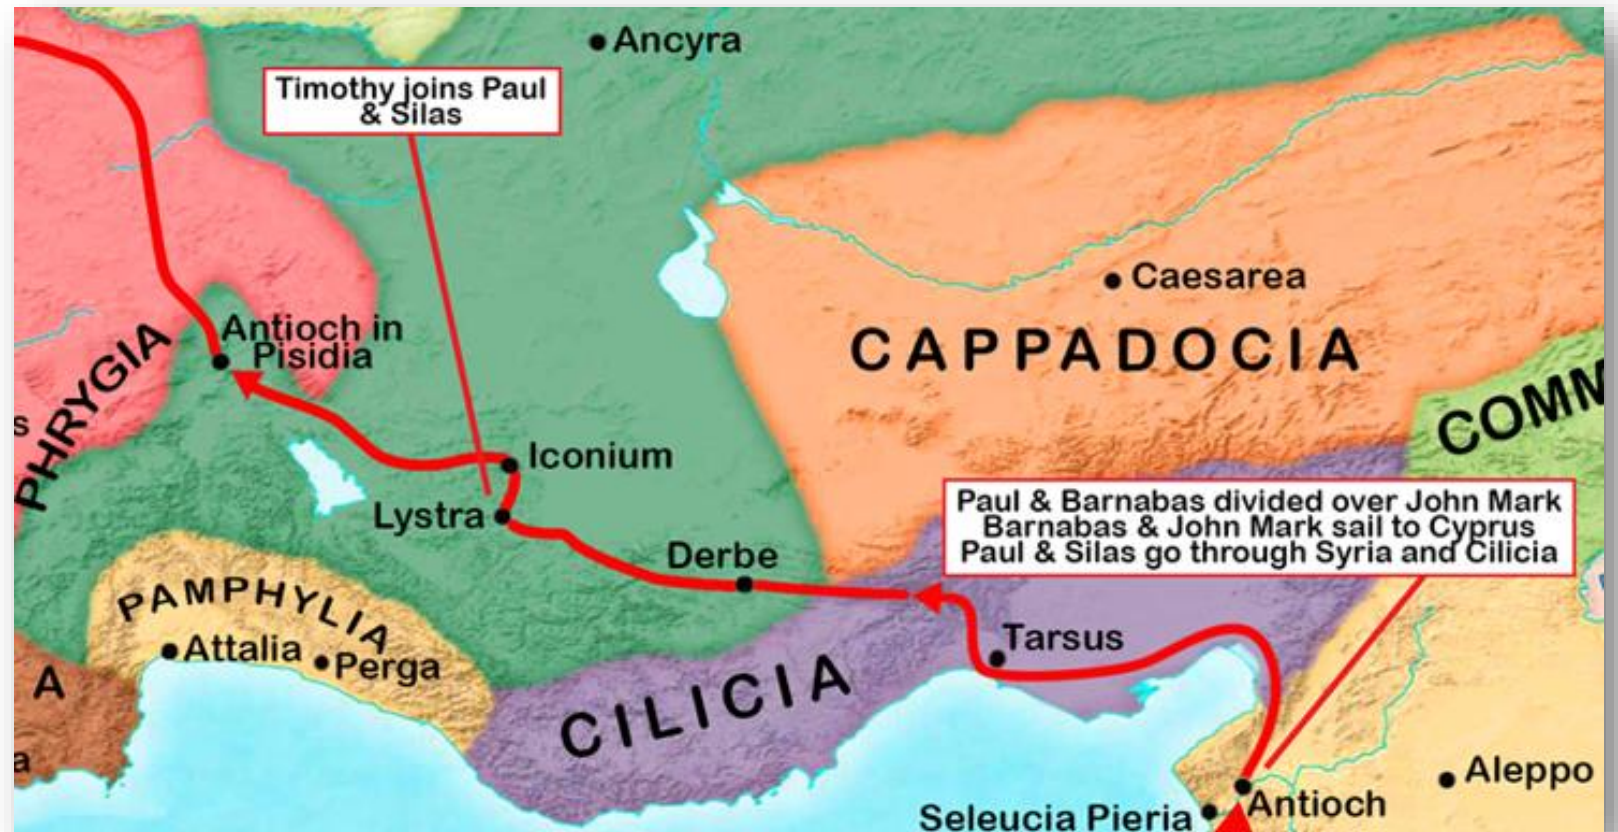 Ancyra
Timothy joins Paul
& Silas
Caesarea
CAPPADOCIA
Antioch in
Pisidia
PHRYGIA
s
COMM
Iconium
Lystra
Paul & Barnabas divided over John Mark
Barnabas & John Mark sail to Cyprus
Paul & Silas go through Syria and Cilicia
Derbe
PAMPHYLIA
Attalia
Perga
Tarsus
A
CILICIA
a
Aleppo
Antioch
Seleucia Pieria